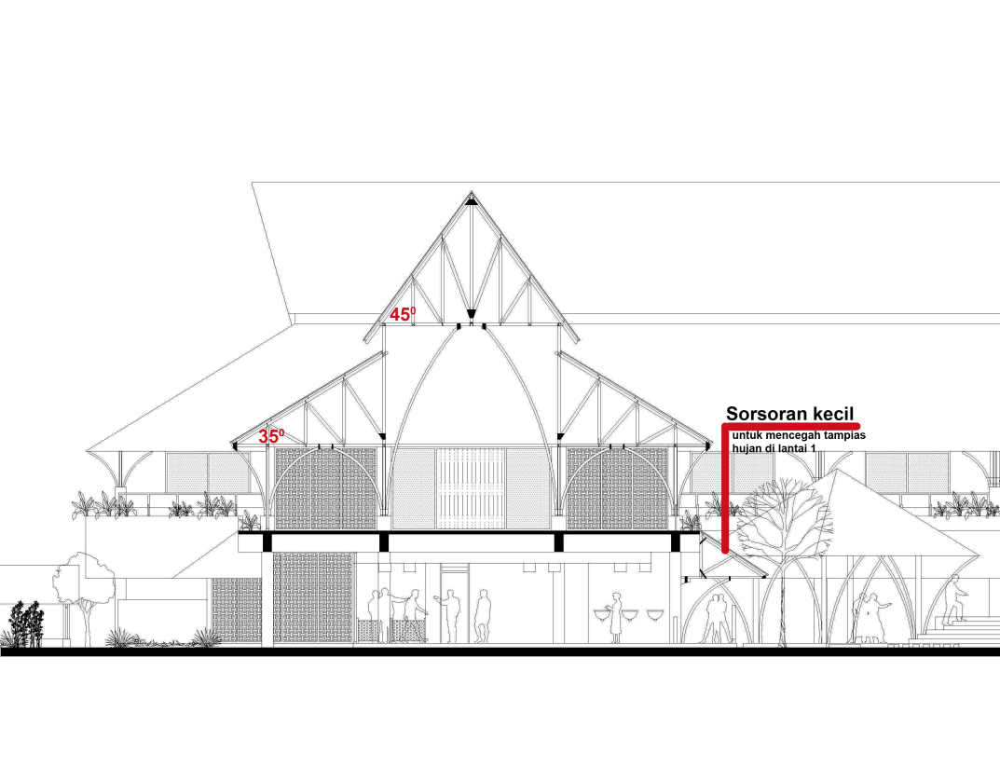 45⁰
Sorsoran kecil
untuk mencegah tampias
hujan di lantai 1
35⁰